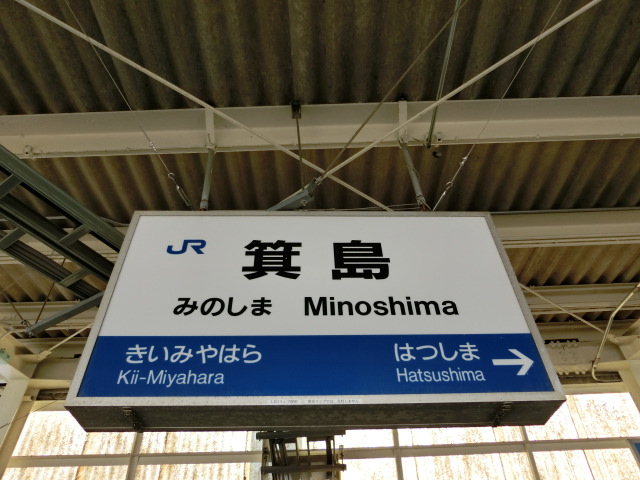 JR 箕島
みのしま Minoshima
きいみやはら はつしま →
Kii-Miyahara Hatsushima